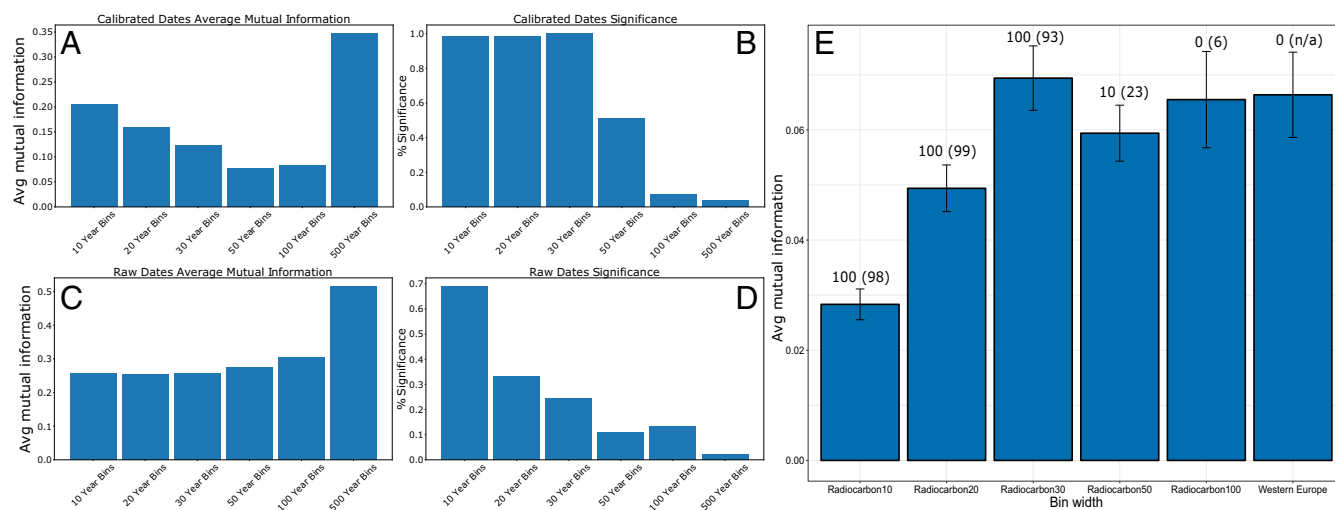 Calibrated Dates Average Mutual Information
A
Avg mutual information
0.35
0.30
0.25
0.20
0.15
0.10
0.05
0.00
10 Year Bins
20 Year Bins
30 Year Bins
50 Year Bins
100 Year Bins
500 Year Bins
Calibrated Dates Significance
B
% Significance
1.0
0.8
0.6
0.4
0.2
0.0
10 Year Bins
20 Year Bins
30 Year Bins
50 Year Bins
100 Year Bins
500 Year Bins
Raw Dates Average Mutual Information
C
Avg mutual information
0.5
0.4
0.3
0.2
0.1
0.0
10 Year Bins
20 Year Bins
30 Year Bins
50 Year Bins
100 Year Bins
500 Year Bins
Raw Dates Significance
D
% Significance
0.7
0.6
0.5
0.4
0.3
0.2
0.1
0.0
10 Year Bins
20 Year Bins
30 Year Bins
50 Year Bins
100 Year Bins
500 Year Bins
E
Avg mutual information
0.06
0.04
0.02
0.00
100 (98)
100 (99)
100 (93)
10 (23)
0 (6)
0 (n/a)
Radiocarbon10
Radiocarbon20
Radiocarbon30
Radiocarbon50
Radiocarbon100
Western Europe
Bin width